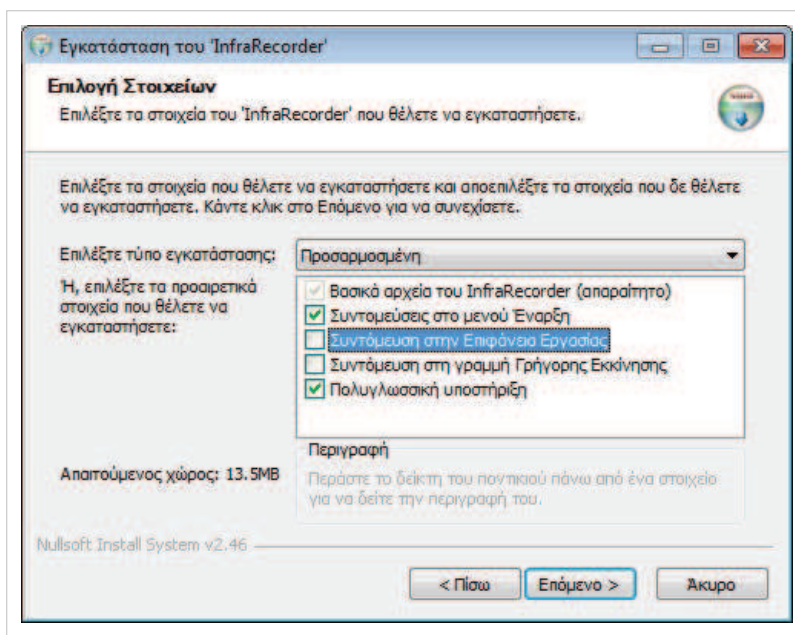 Εγκατάσταση του 'InfraRecorder'
Επιλογή Στοιχείων
Επιλέξτε τα στοιχεία του 'InfraRecorder' που θέλετε να εγκαταστήσετε.
Επιλέξτε τα στοιχεία που θέλετε να εγκαταστήσετε και αποεπιλέξτε τα στοιχεία που δε θέλετε
να εγκαταστήσετε. Κάντε κλικ στο Επόμενο για να συνεχίσετε.
Επιλέξτε τύπο εγκατάστασης:
Προσαρμοσμένη
Ή, επιλέξτε τα προαιρετικά
στοιχεία που θέλετε να
εγκαταστήσετε:
Βασικά αρχεία του InfraRecorder (απαραίτητο)
Συντομεύσεις στο μενού Έναρξη
Συντόμευση στην Επιφάνεια Εργασίας
Συντόμευση στη γραμμή Γρήγορης Εκκίνησης
Πολυγλωσσική υποστήριξη
Απαιτούμενος χώρος: 13.5MB
Περιγραφή
Περάστε το δείκτη του ποντικιού πάνω από ένα στοιχείο
για να δείτε την περιγραφή του.
Nullsoft Install System v2.46
< Πίσω
Επόμενο >
Άκυρο